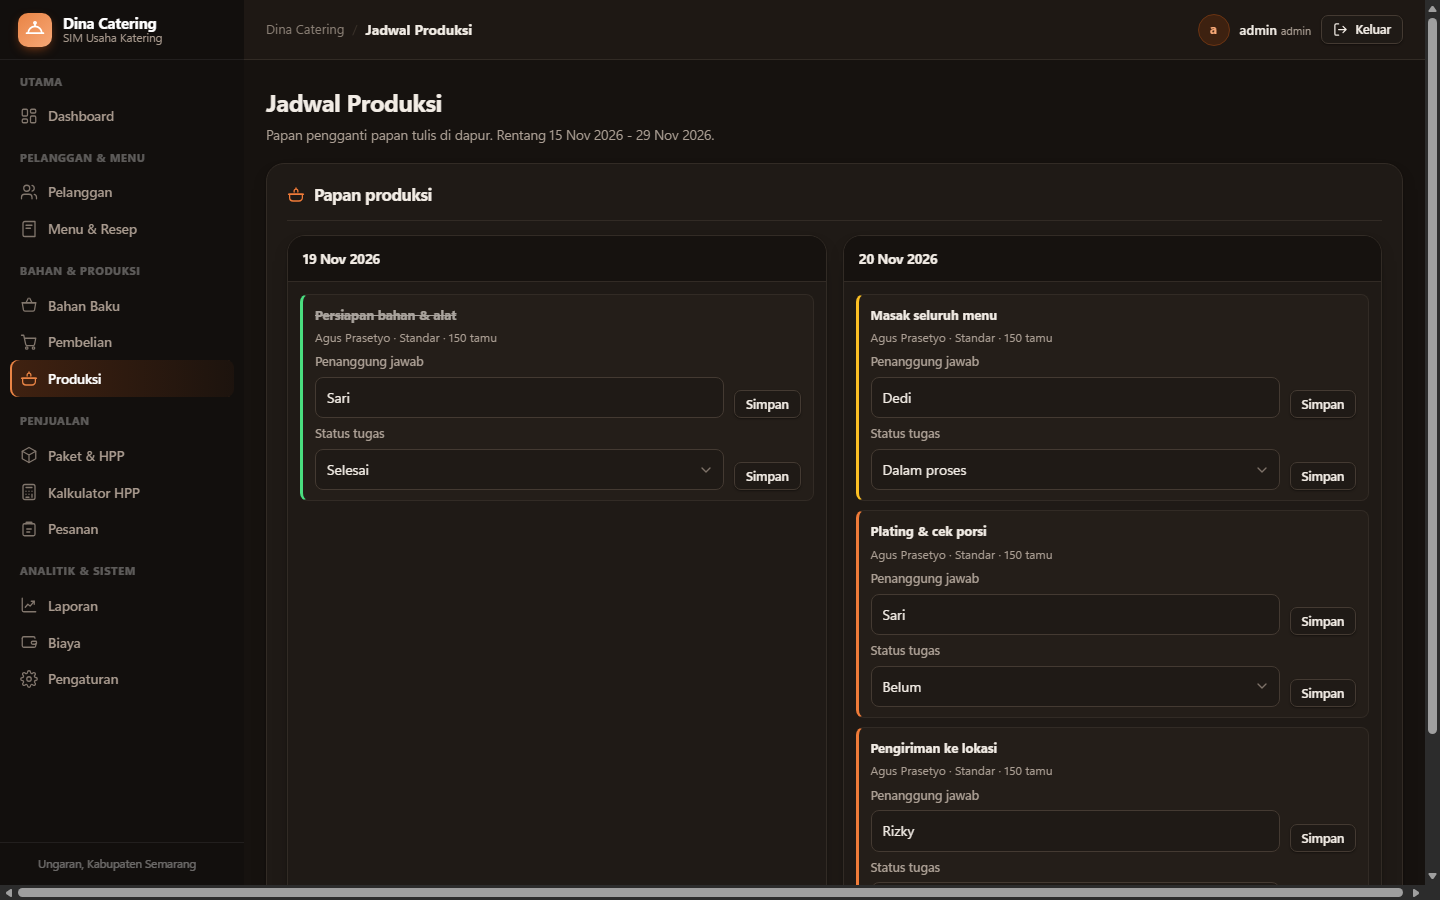 Dina Catering
SIM Usaha Katering
UTAMA
Dashboard
PELANGGAN & MENU
Pelanggan
Menu & Resep
BAHAN & PRODUKSI
Bahan Baku
Pembelian
Produksi
PENJUALAN
Paket & HPP
Kalkulator HPP
Pesanan
ANALITIK & SISTEM
Laporan
Biaya
Pengaturan
Ungaran, Kabupaten Semarang
Dina Catering / Jadwal Produksi
a admin admin Keluar
Jadwal Produksi
Papan pengganti papan tulis di dapur. Rentang 15 Nov 2026 - 29 Nov 2026.
Papan produksi
19 Nov 2026
Persiapan bahan & alat
Agus Prasetyo · Standar · 150 tamu
Penanggung jawab
Sari Simpan
Status tugas
Selesai Simpan
20 Nov 2026
Masak seluruh menu
Agus Prasetyo · Standar · 150 tamu
Penanggung jawab
Dedi Simpan
Status tugas
Dalam proses Simpan
Plating & cek porsi
Agus Prasetyo · Standar · 150 tamu
Penanggung jawab
Sari Simpan
Status tugas
Belum Simpan
Pengiriman ke lokasi
Agus Prasetyo · Standar · 150 tamu
Penanggung jawab
Rizky Simpan
Status tugas